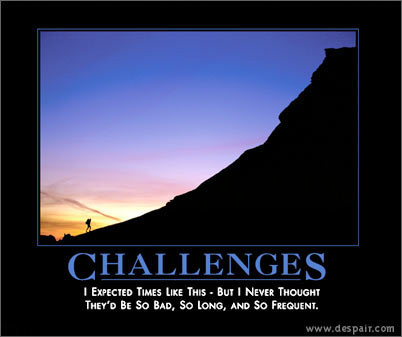 CHALLENGES
I EXPECTED TIMES LIKE THIS - BUT I NEVER THOUGHT
THEY'D BE SO BAD, SO LONG, AND SO FREQUENT.
www.despair.com